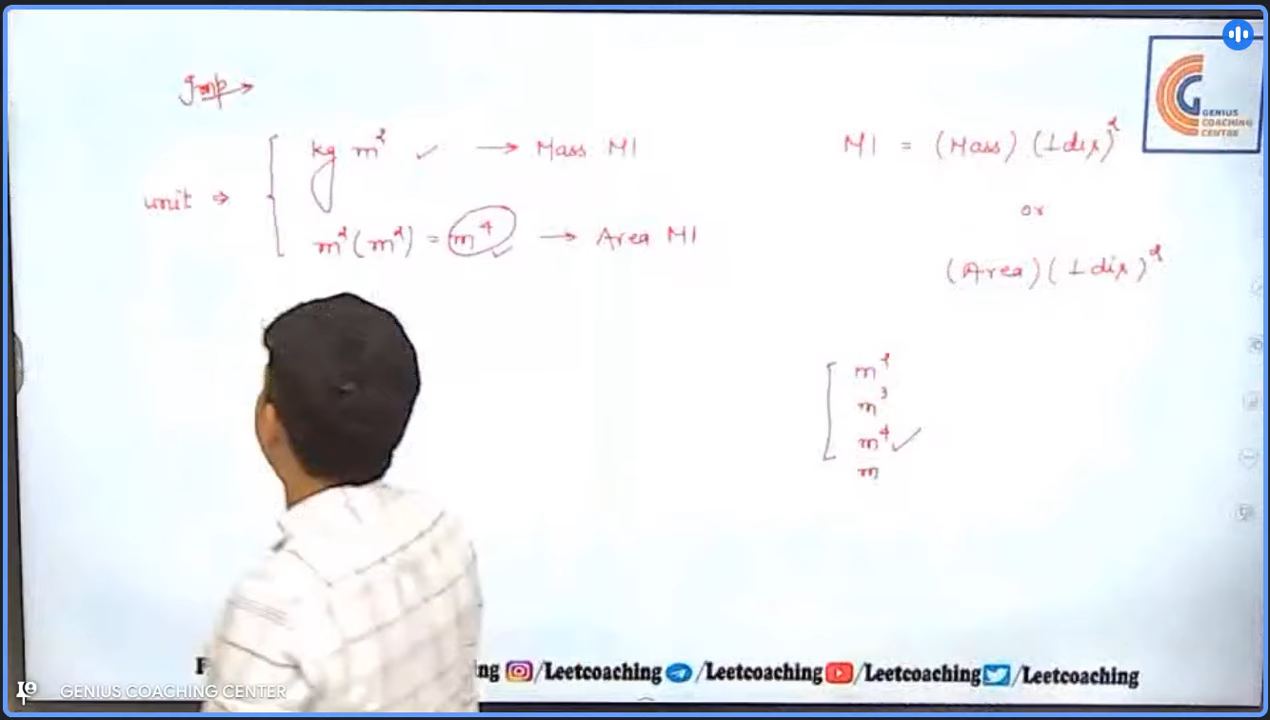 Imp →
unit ⇒
kg m² ✓ → Mass MI
m²(m²) = m⁴ ✓ → Area MI
MI = (Mass) (⊥ dis)²
or
(Area) (⊥ dis)²
m²
m³
m⁴ ✓
m
GENIUS
COACHING
CENTRE
ng /Leetcoaching /Leetcoaching /Leetcoaching /Leetcoaching
GENIUS COACHING CENTER